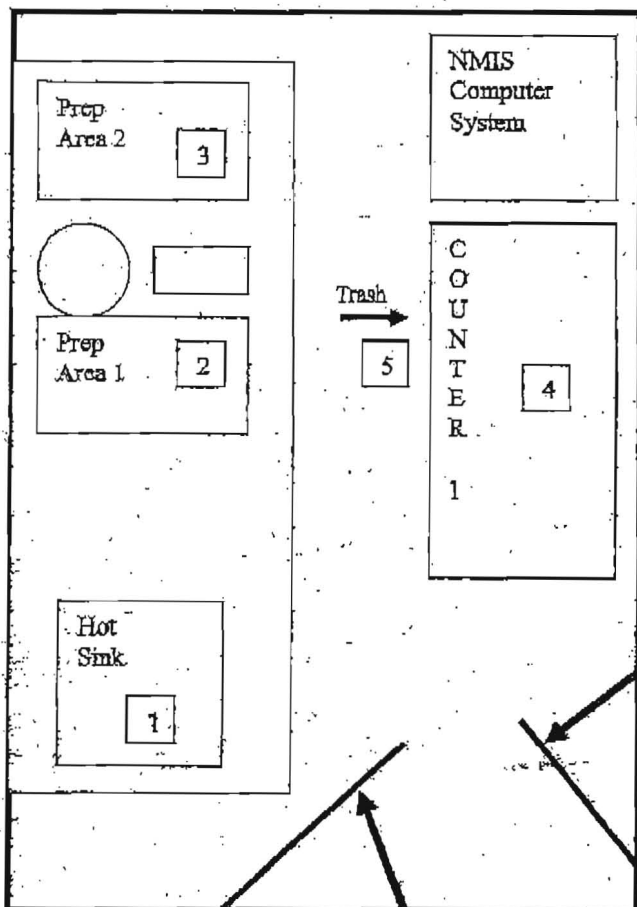 NMIS
Computer
System
Prep
Area 2
3
Trash
Prep
Area 1
2
5
C
O
U
N
T
E
R
1
4
Hot
Sink
1